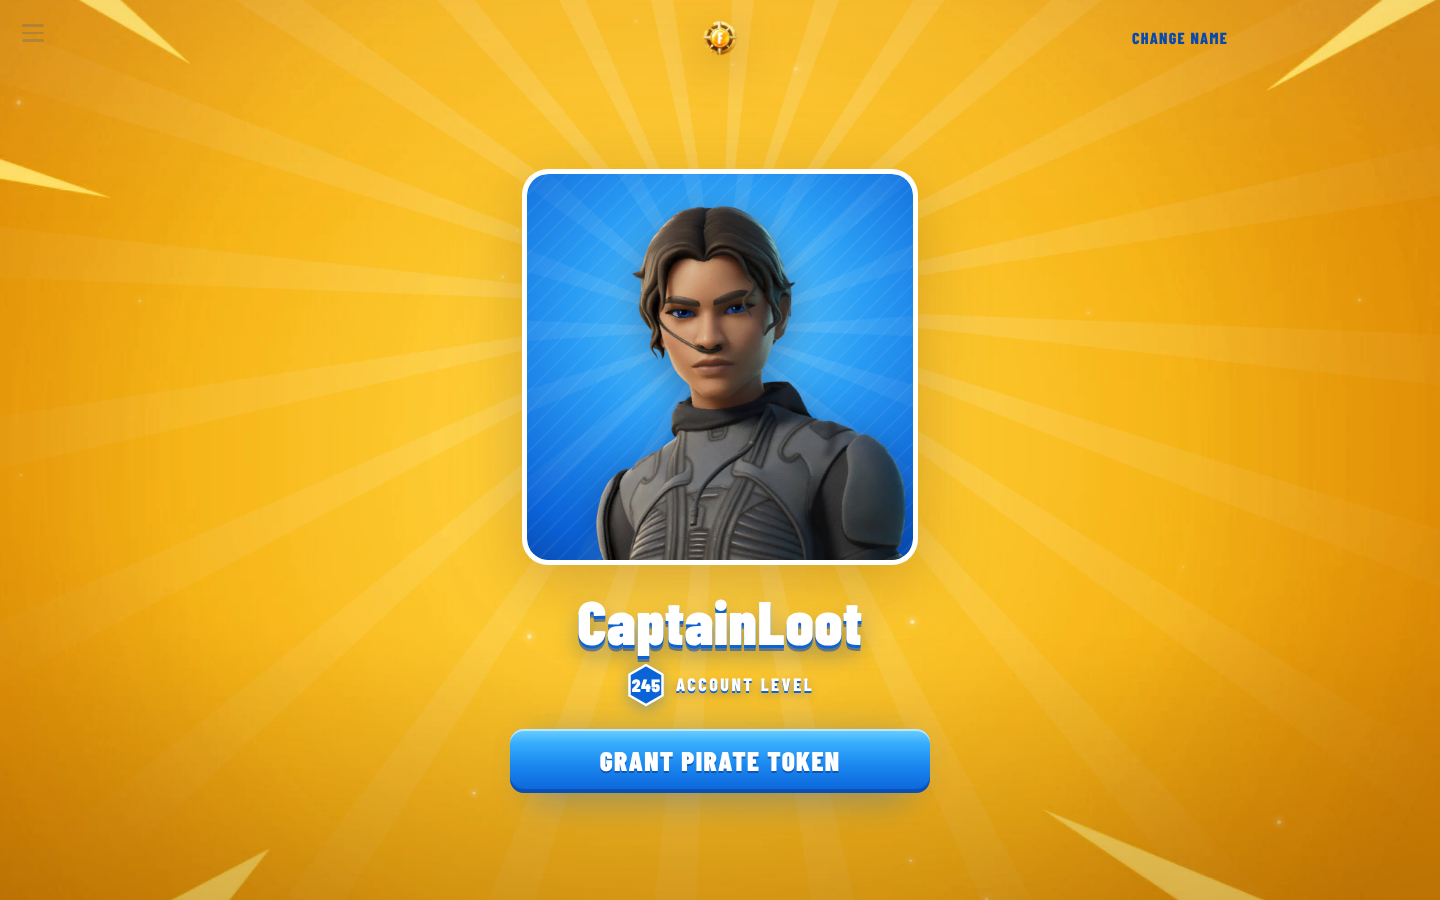 F
CHANGE NAME
CaptainLoot
245 ACCOUNT LEVEL
GRANT PIRATE TOKEN